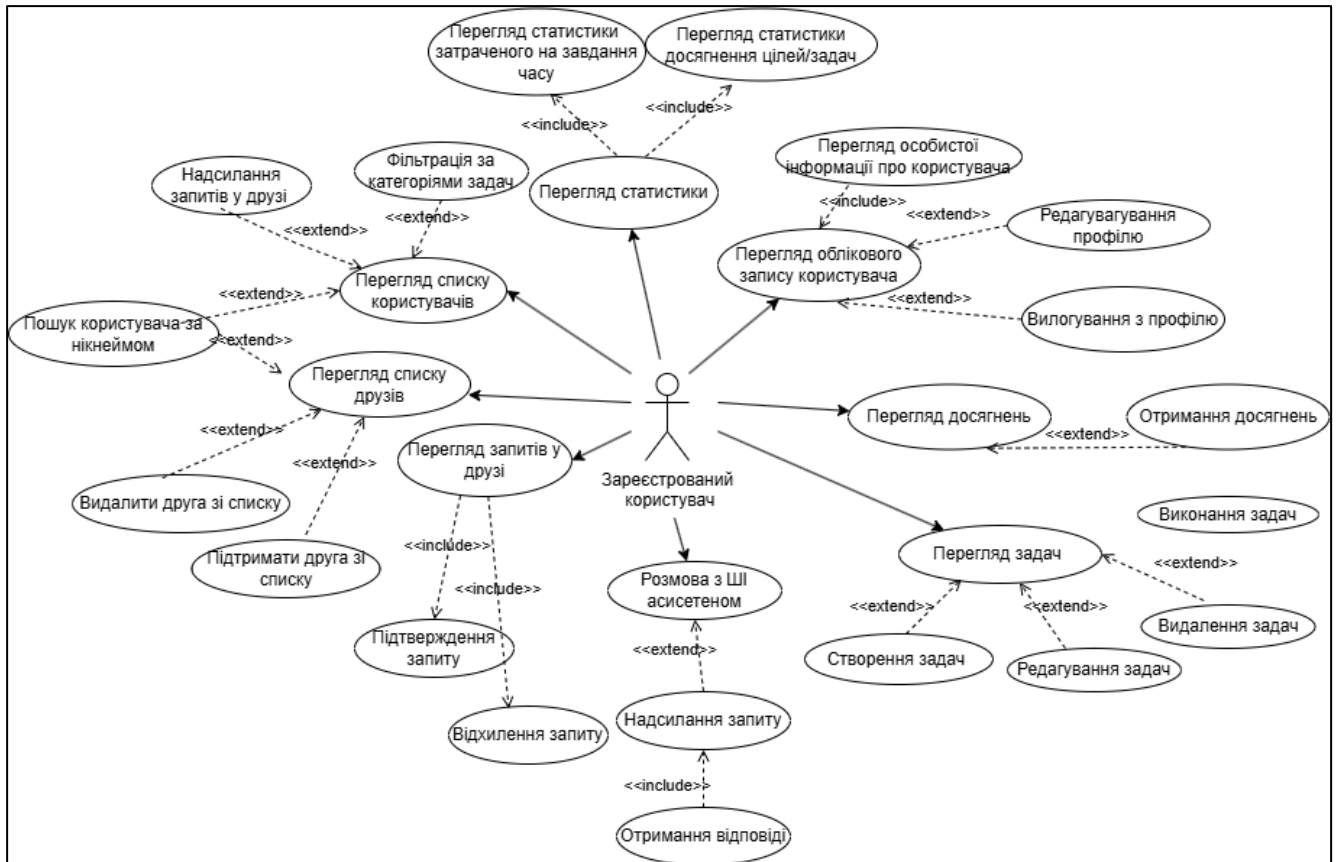 Перегляд статистики
затраченого на завдання
часу
Перегляд статистики
досягнення цілей/задач
<<include>>
<<include>>
Перегляд статистики
Надсилання
запитів у друзі
Фільтрація за
категоріями задач
<<extend>>
<<extend>>
Перегляд списку
користувачів
<<extend>>
Пошук користувача за
нікнеймом
<<extend>>
Перегляд особистої
інформації про користувача
<<include>>
<<extend>>
Редагувагування
профілю
Перегляд облікового
запису користувача
<<extend>>
Вилогування з профілю
Перегляд списку
друзів
<<extend>>
<<extend>>
Видалити друга зі списку
Підтримати друга зі
списку
Перегляд запитів у
друзі
<<include>>
<<include>>
Підтвердження
запиту
Відхилення запиту
Зареєстрований
користувач
Перегляд досягнень
<<extend>>
Отримання досягнень
Виконання задач
Перегляд задач
<<extend>>
<<extend>>
<<extend>>
Видалення задач
Створення задач
Редагування задач
Розмова з ШІ
асисетеном
<<extend>>
Надсилання запиту
<<include>>
Отримання відповіді